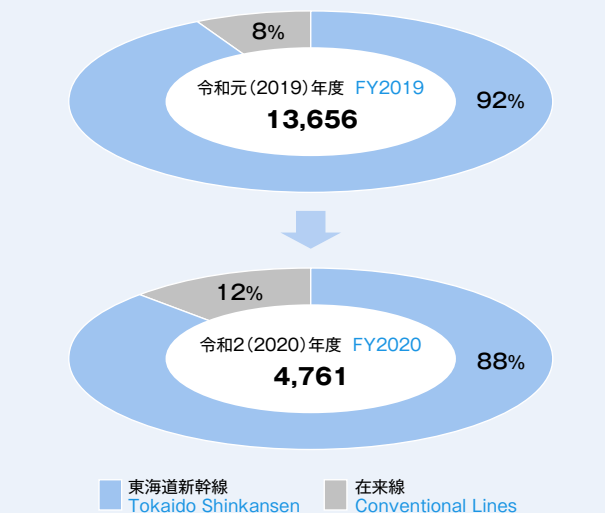 8%
令和元(2019)年度 FY2019
13,656
92%
12%
令和2(2020)年度 FY2020
4,761
88%
東海道新幹線
Tokaido Shinkansen
在来線
Conventional Lines